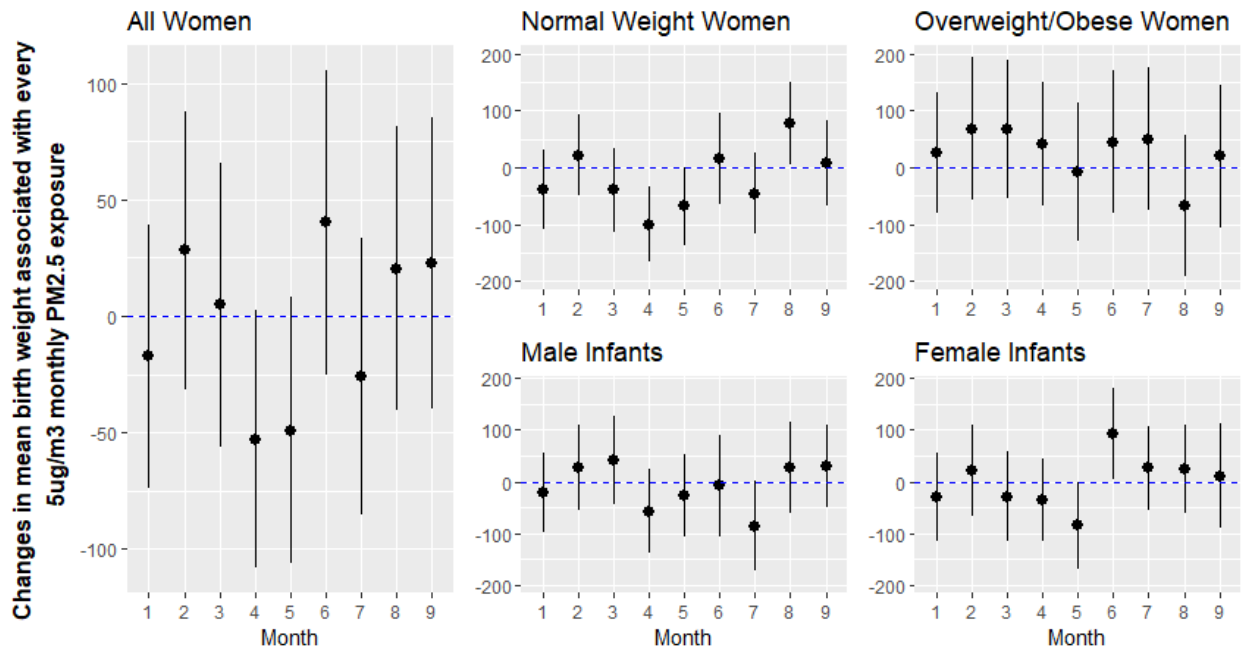 Changes in mean birth weight associated with every
5ug/m3 monthly PM2.5 exposure
All Women
100
50
0
-50
-100
1 2 3 4 5 6 7 8 9
Month
Normal Weight Women
200
100
0
-100
-200
1 2 3 4 5 6 7 8 9
Overweight/Obese Women
200
100
0
-100
-200
1 2 3 4 5 6 7 8 9
Male Infants
200
100
0
-100
-200
1 2 3 4 5 6 7 8 9
Month
Female Infants
200
100
0
-100
-200
1 2 3 4 5 6 7 8 9
Month